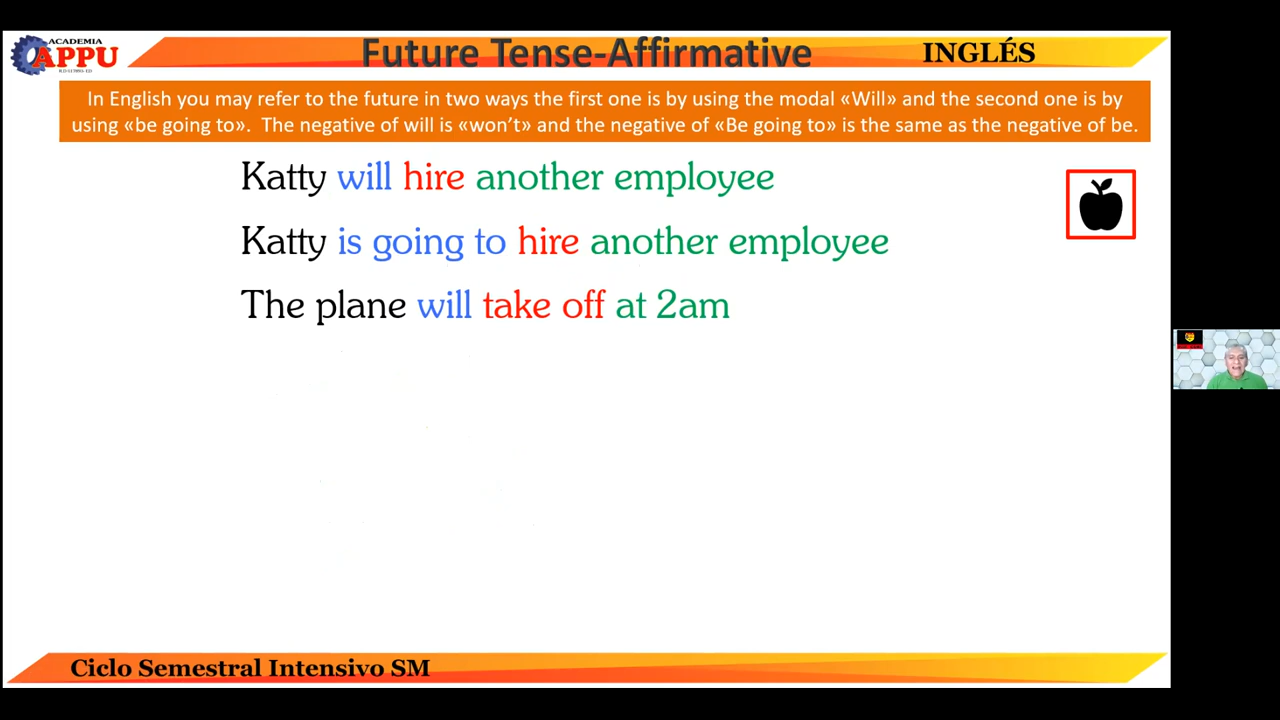 ACADEMIA
APPU
Future Tense-Affirmative
INGLÉS
In English you may refer to the future in two ways the first one is by using the modal «Will» and the second one is by
using «be going to». The negative of will is «won't» and the negative of «Be going to» is the same as the negative of be.
Katty will hire another employee
Katty is going to hire another employee
The plane will take off at 2am
Ciclo Semestral Intensivo SM